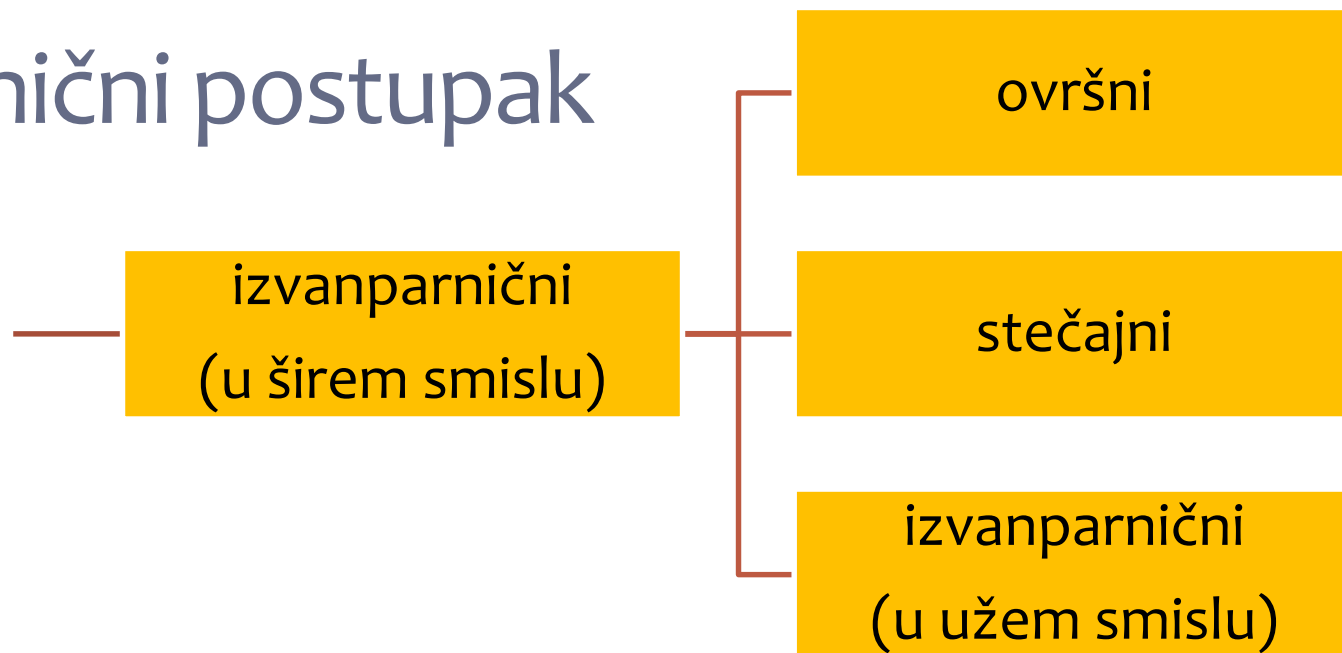 nični postupak
ovršni
izvanparnični
(u širem smislu)
stečajni
izvanparnični
(u užem smislu)